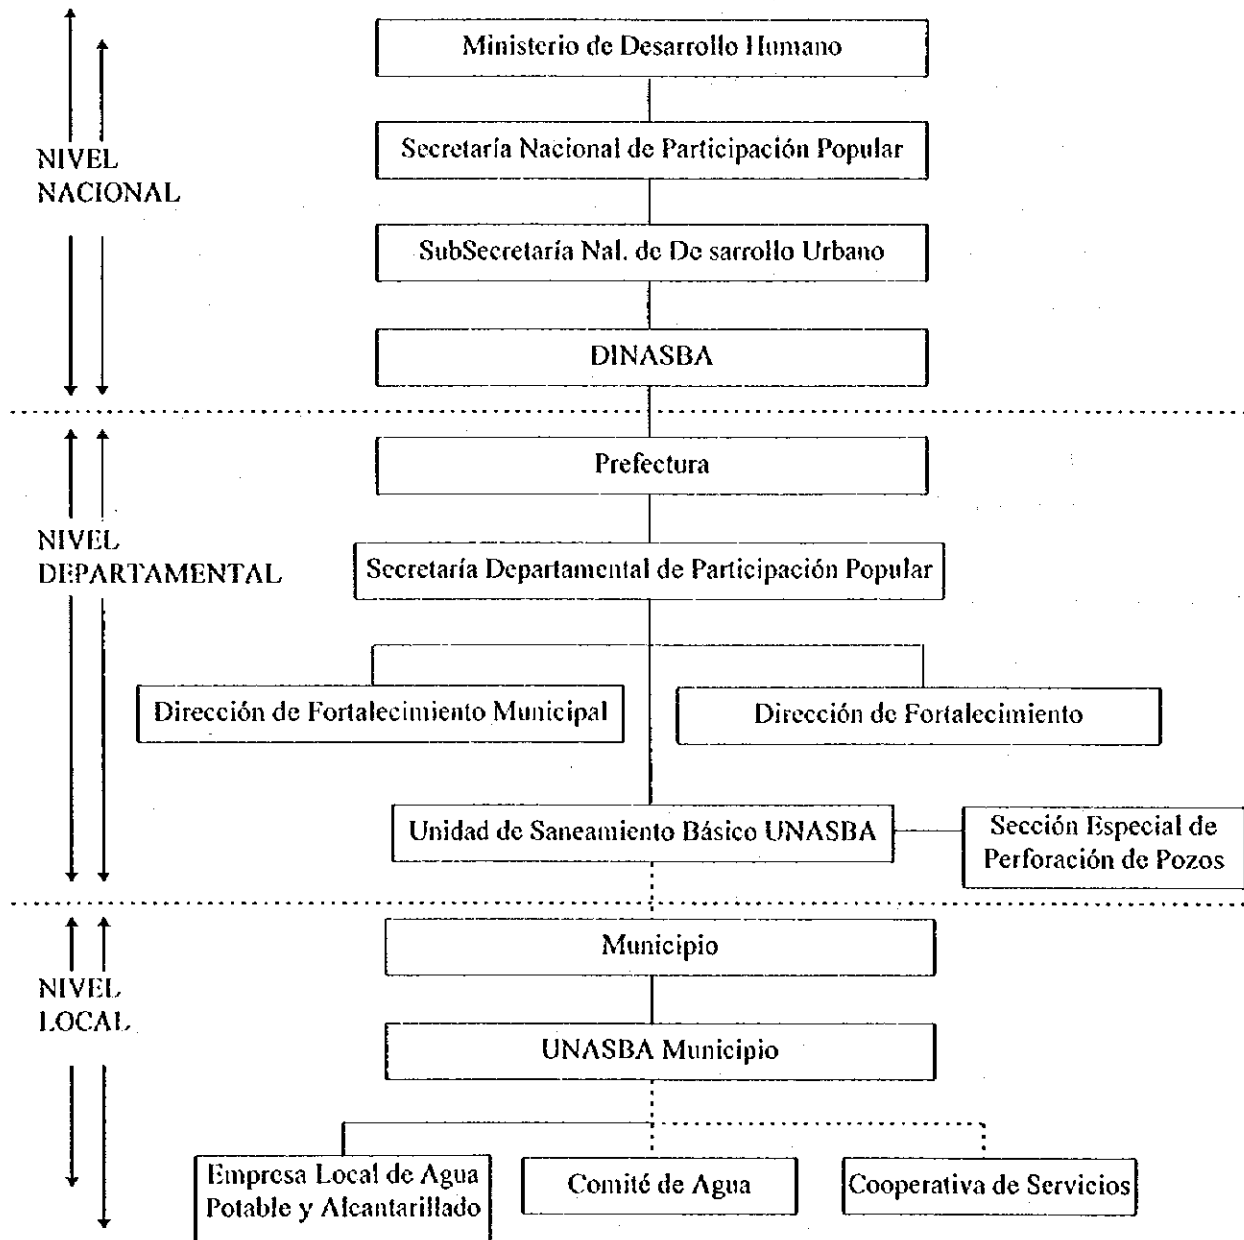 Ministerio de Desarrollo Humano
NIVEL
NACIONAL
Secretaría Nacional de Participación Popular
SubSecretaría Nal. de De sarrollo Urbano
DINASBA
Prefectura
NIVEL
DEPARTAMENTAL
Secretaría Departamental de Participación Popular
Dirección de Fortalecimiento Municipal
Dirección de Fortalecimiento
Unidad de Saneamiento Básico UNASBA
Sección Especial de
Perforación de Pozos
Municipio
NIVEL
LOCAL
UNASBA Municipio
Empresa Local de Agua
Potable y Alcantarillado
Comité de Agua
Cooperativa de Servicios